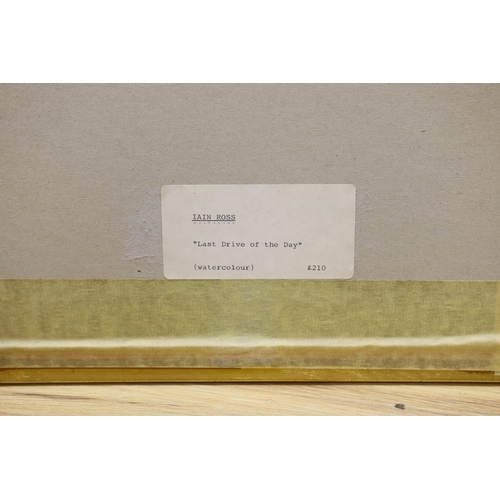 IAIN ROSS
"Last Drive of the Day"
(watercolour) £210